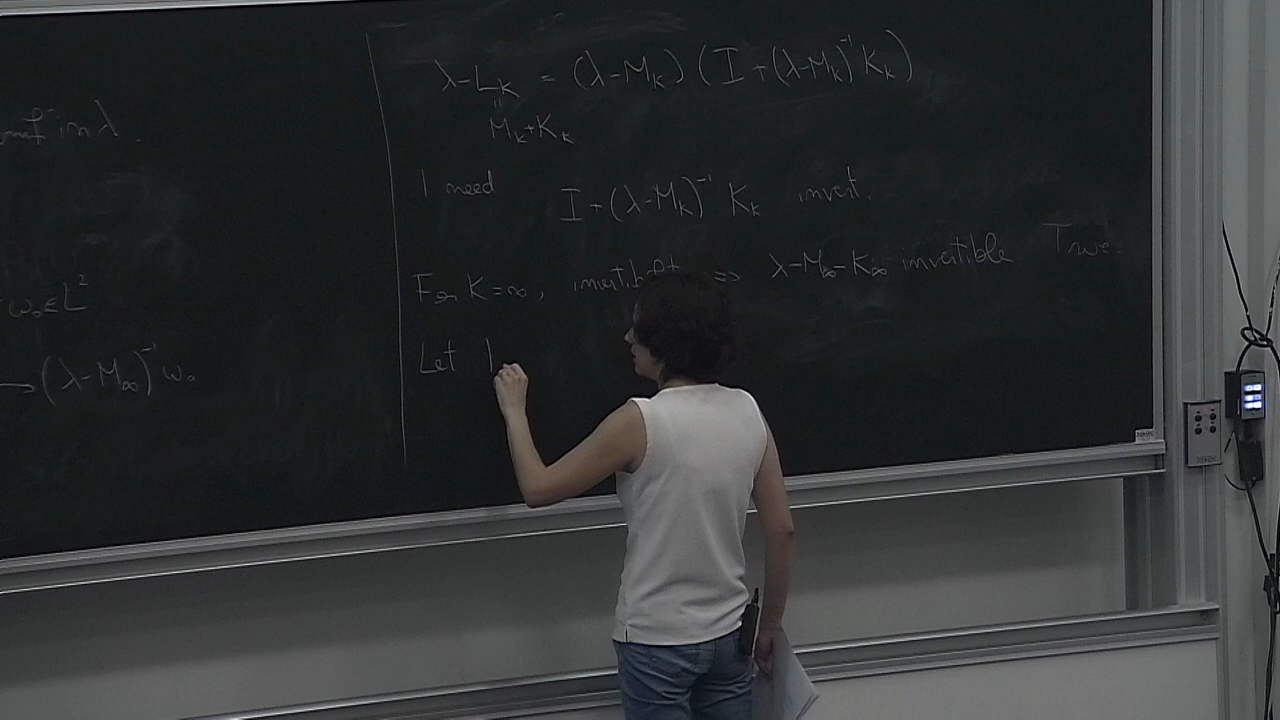 in λ.
ω₀ ∈ L²
→ (λ-M_∞)⁻¹ ω₀
λ-L_K = (λ-M_K) (I + (λ-M_K)⁻¹ K_K)
M_K+K_K
I need I + (λ-M_K)⁻¹ K_K invert.
For K=∞, ⇔ λ-M_∞-K_∞ invertible True.
Let